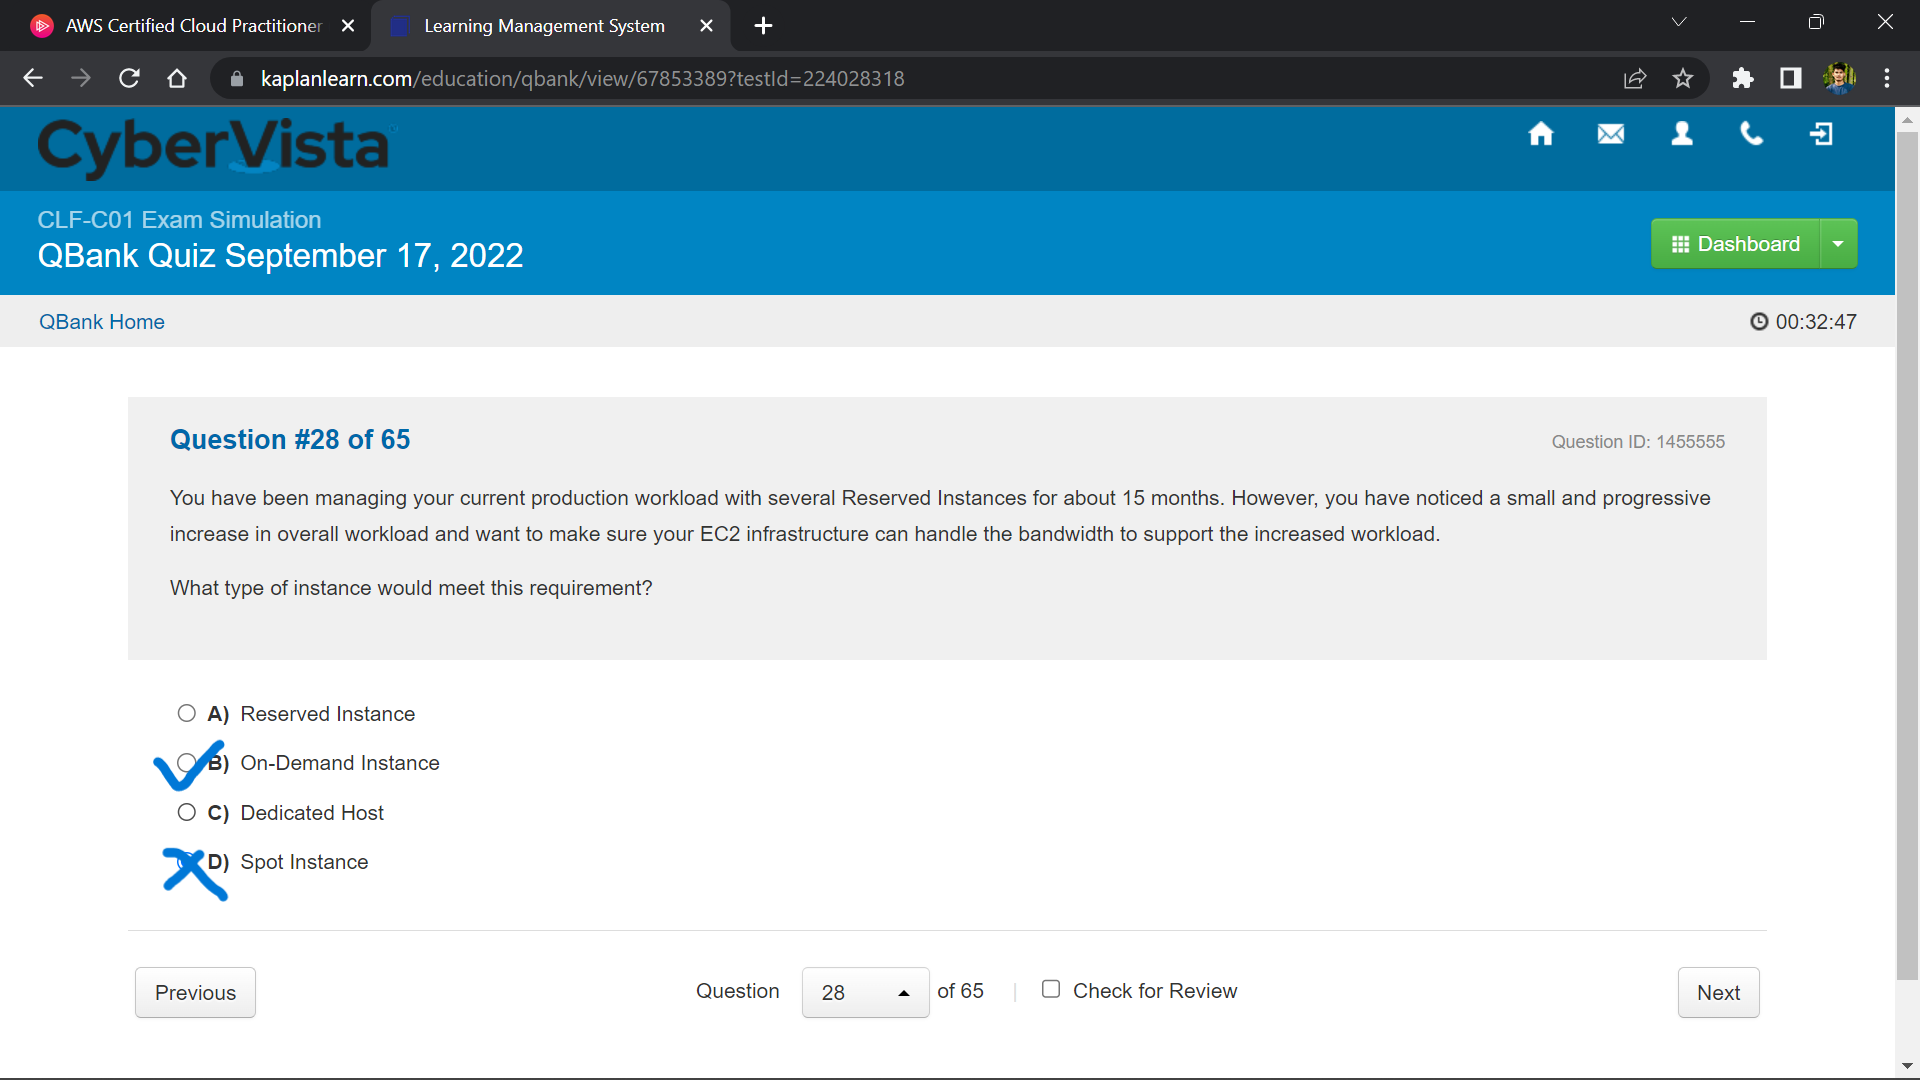 AWS Certified Cloud Practitioner
Learning Management System
kaplanlearn.com/education/qbank/view/67853389?testId=224028318
CyberVista
CLF-C01 Exam Simulation
QBank Quiz September 17, 2022
Dashboard
QBank Home
00:32:47
Question #28 of 65
Question ID: 1455555
You have been managing your current production workload with several Reserved Instances for about 15 months. However, you have noticed a small and progressive
increase in overall workload and want to make sure your EC2 infrastructure can handle the bandwidth to support the increased workload.
What type of instance would meet this requirement?
A) Reserved Instance
B) On-Demand Instance
C) Dedicated Host
D) Spot Instance
Previous
Question 28 of 65 | Check for Review
Next